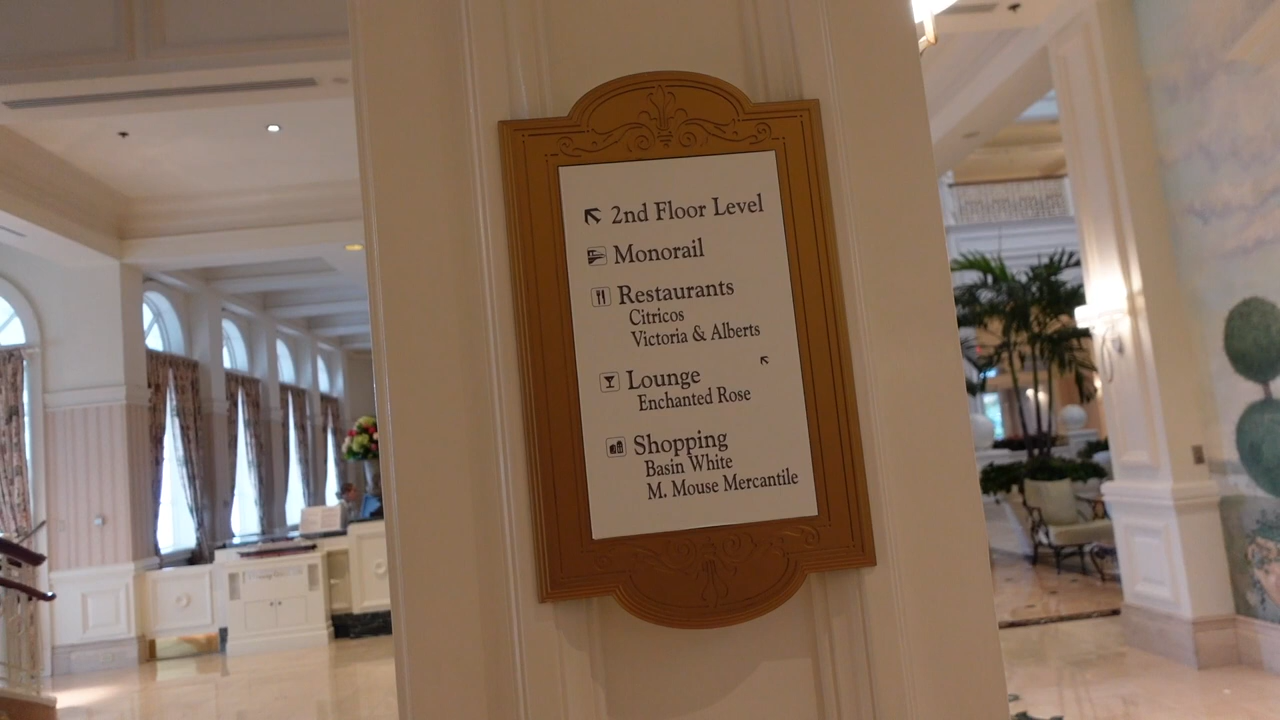 2nd Floor Level
Monorail
Restaurants
Citricos
Victoria & Alberts
Lounge
Enchanted Rose
Shopping
Basin White
M. Mouse Mercantile